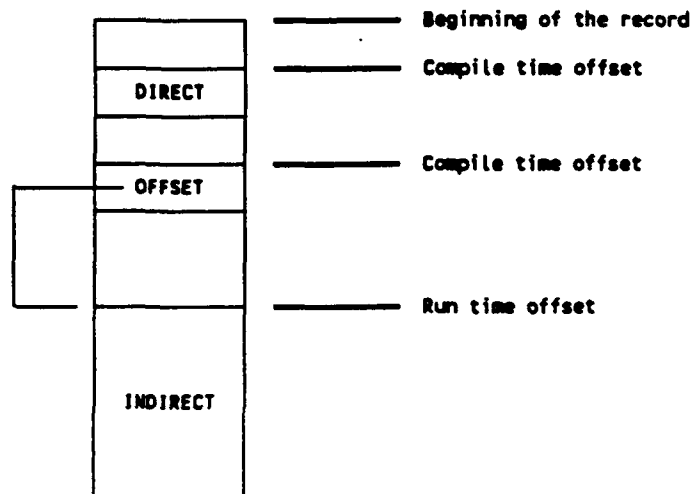 Beginning of the record
Compile time offset
DIRECT
Compile time offset
OFFSET
Run time offset
INDIRECT